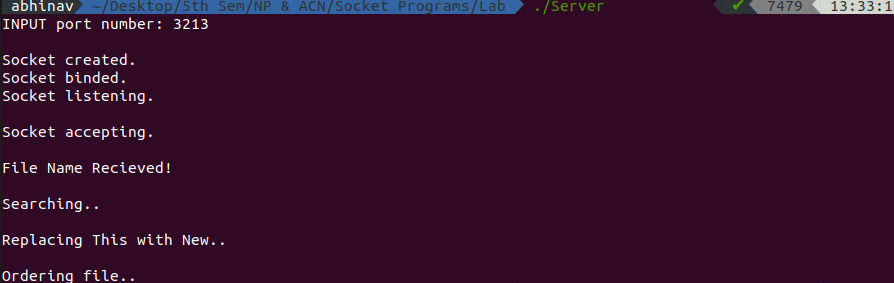 abhinav ~/Desktop/5th Sem/NP & ACN/Socket Programs/Lab ./Server ✔ 7479 13:33:1
INPUT port number: 3213
Socket created.
Socket binded.
Socket listening.
Socket accepting.
File Name Recieved!
Searching..
Replacing This with New..
Ordering file..